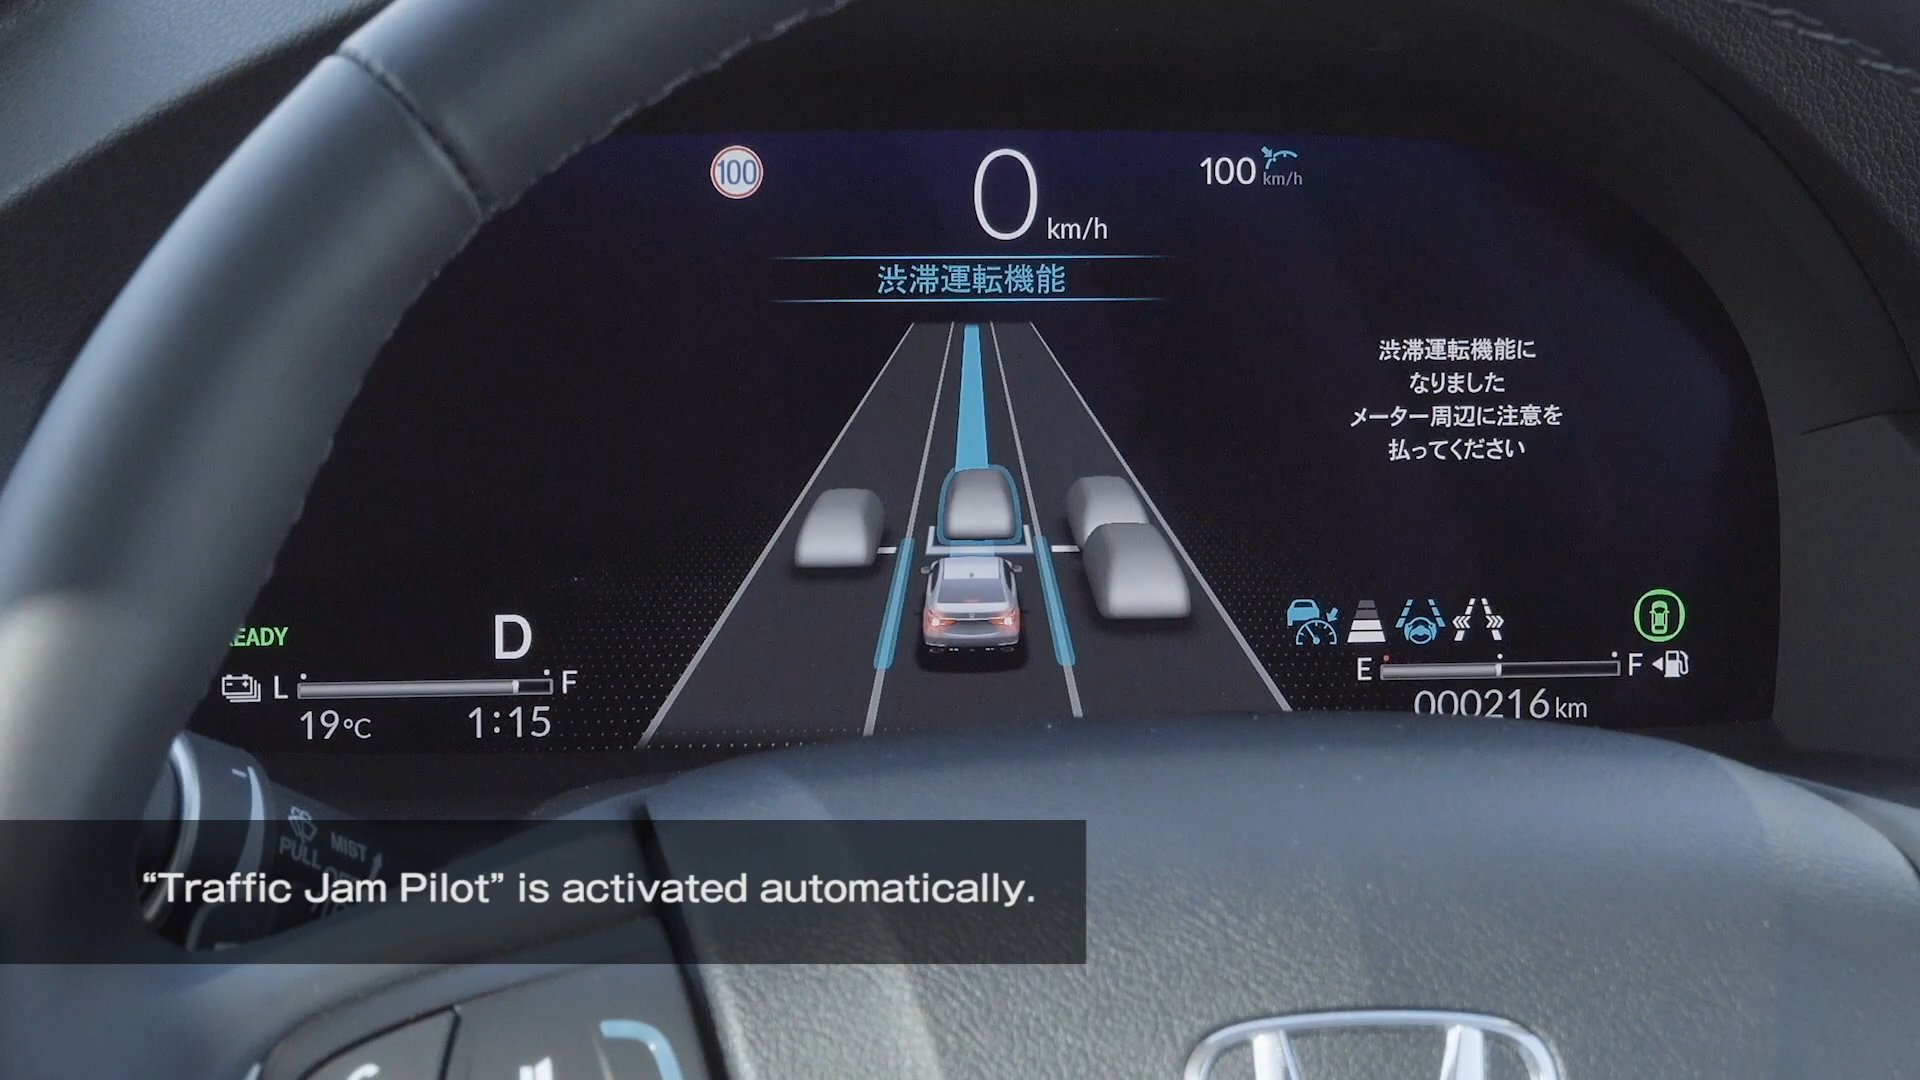 100
0 km/h
100 km/h
渋滞運転機能
渋滞運転機能に
なりました
メーター周辺に注意を
払ってください
READY
D
L F
19°C
1:15
E F
000216 km
MIST
PULL
“Traffic Jam Pilot” is activated automatically.